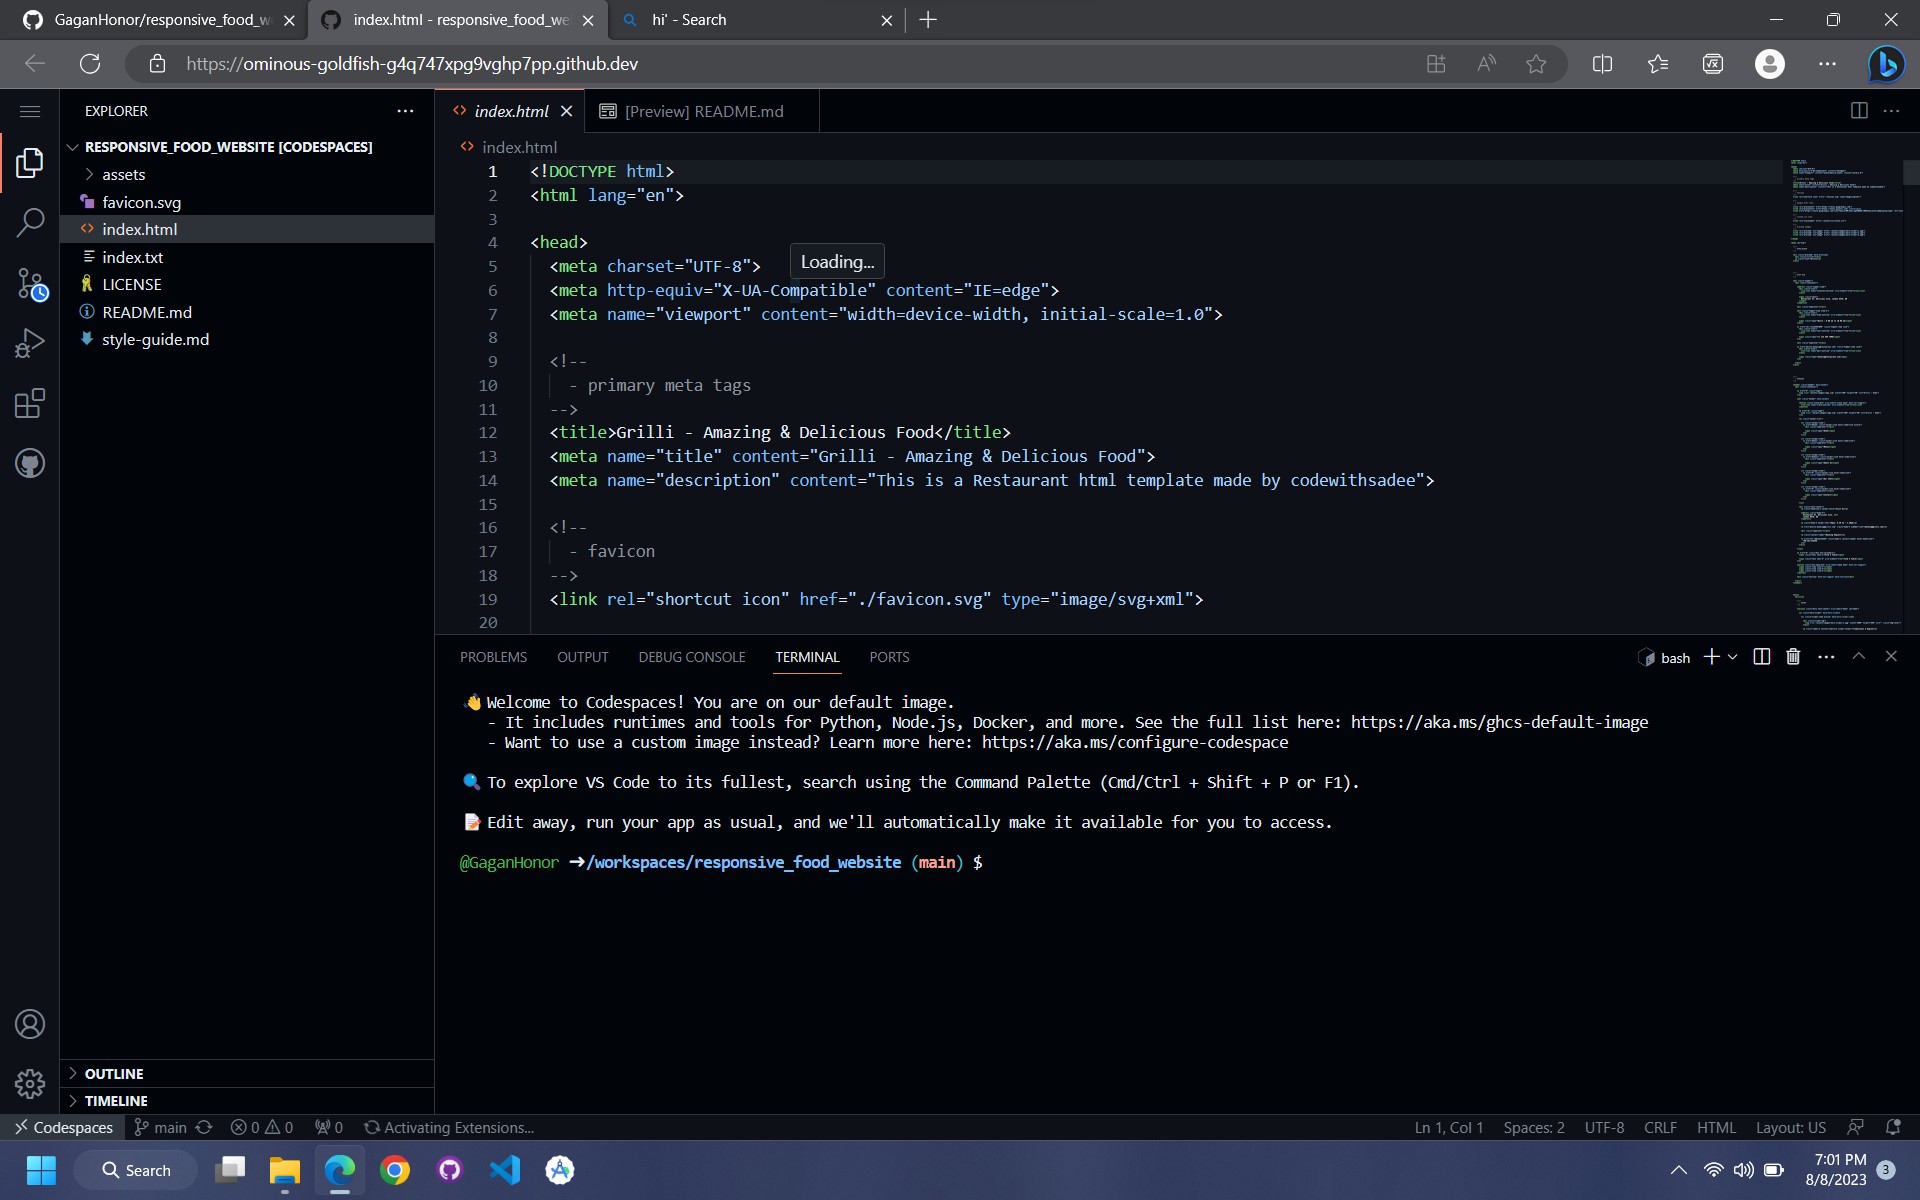 GaganHonor/responsive_food_w
index.html - responsive_food_we
hi' - Search
https://ominous-goldfish-g4q747xpg9vghp7pp.github.dev
EXPLORER
RESPONSIVE_FOOD_WEBSITE [CODESPACES]
assets
favicon.svg
index.html
index.txt
LICENSE
README.md
style-guide.md
OUTLINE
TIMELINE
index.html
[Preview] README.md
index.html
1 <!DOCTYPE html>
2 <html lang="en">
3
4 <head>
Loading...
5 <meta charset="UTF-8">
6 <meta http-equiv="X-UA-Compatible" content="IE=edge">
7 <meta name="viewport" content="width=device-width, initial-scale=1.0">
8
9 <!--
10 - primary meta tags
11 -->
12 <title>Grilli - Amazing & Delicious Food</title>
13 <meta name="title" content="Grilli - Amazing & Delicious Food">
14 <meta name="description" content="This is a Restaurant html template made by codewithsadee">
15
16 <!--
17 - favicon
18 -->
19 <link rel="shortcut icon" href="./favicon.svg" type="image/svg+xml">
20
PROBLEMS OUTPUT DEBUG CONSOLE TERMINAL PORTS
bash
👋 Welcome to Codespaces! You are on our default image.
- It includes runtimes and tools for Python, Node.js, Docker, and more. See the full list here: https://aka.ms/ghcs-default-image
- Want to use a custom image instead? Learn more here: https://aka.ms/configure-codespace
🔍 To explore VS Code to its fullest, search using the Command Palette (Cmd/Ctrl + Shift + P or F1).
📝 Edit away, run your app as usual, and we'll automatically make it available for you to access.
@GaganHonor ➜/workspaces/responsive_food_website (main) $
Codespaces main 0 0 0 Activating Extensions...
Ln 1, Col 1 Spaces: 2 UTF-8 CRLF HTML Layout: US
Search
7:01 PM
8/8/2023
3